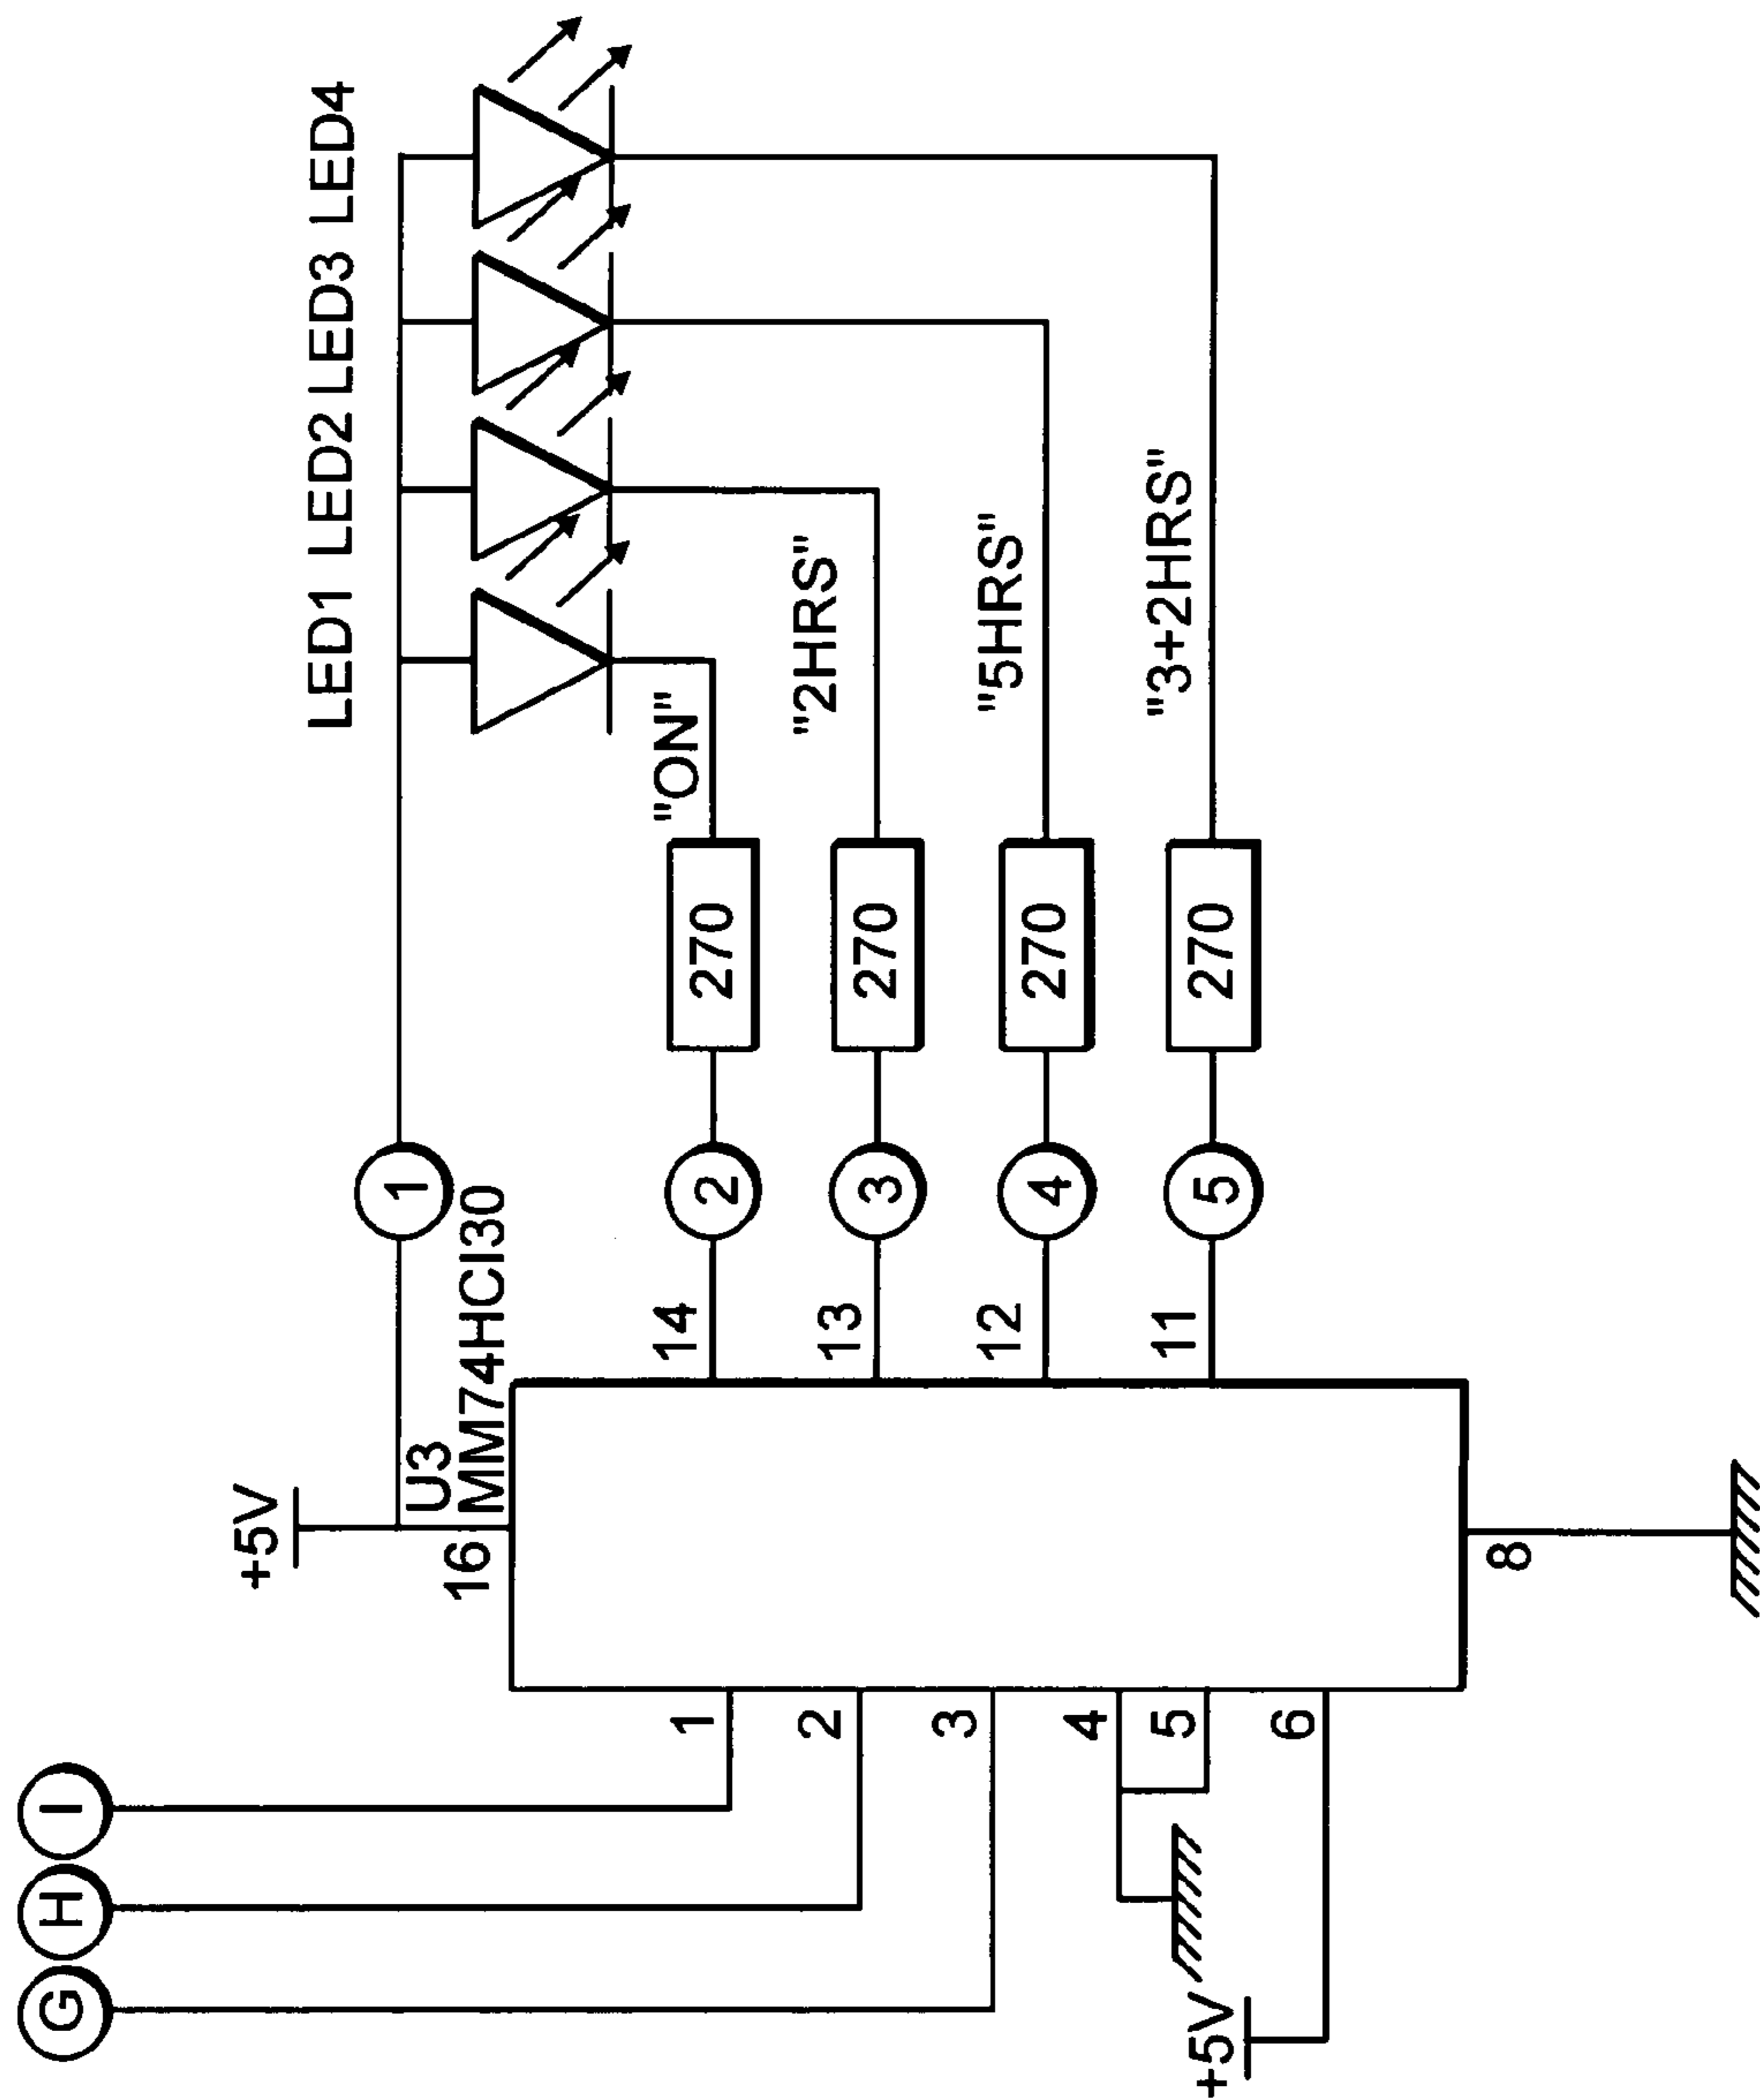 G H I
+5V
LED1 LED2 LED3 LED4
1
U3
16
MM74HCI30
1
14
"ON"
2
270
2
13
"2HRS"
3
270
3
12
"5HRS"
4
270
4
5
11
"3+2HRS"
5
270
+5V
6
8